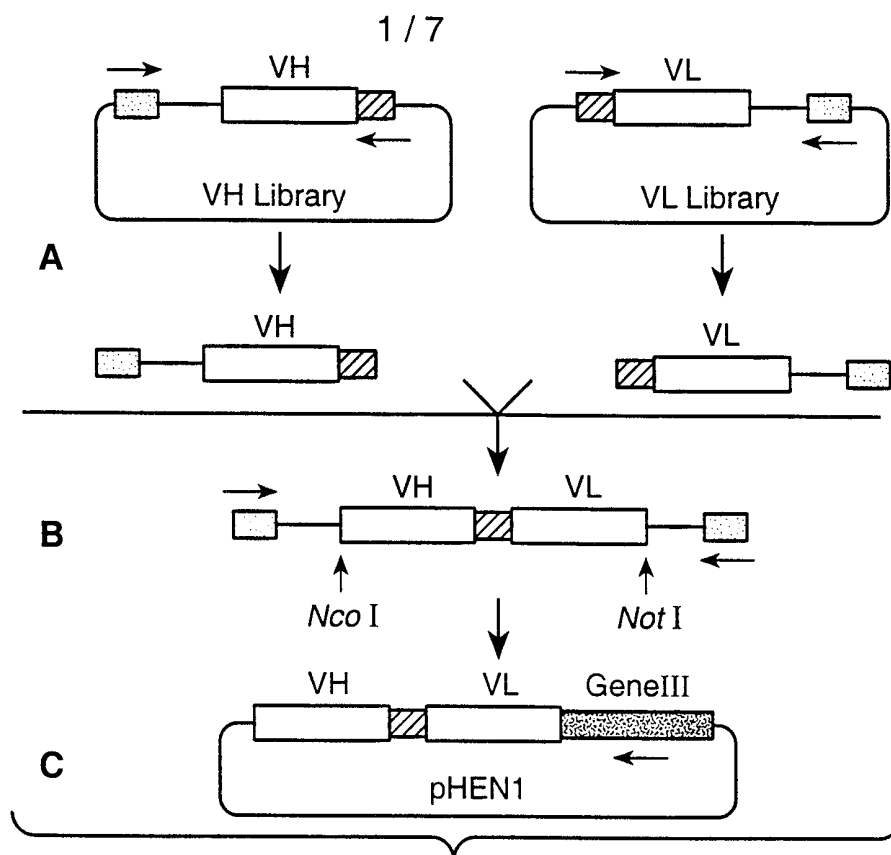 1 / 7
VH
VL
VH Library
VL Library
A
VH
VL
B
VH
VL
Nco I
Not I
C
VH
VL
GeneIII
pHEN1